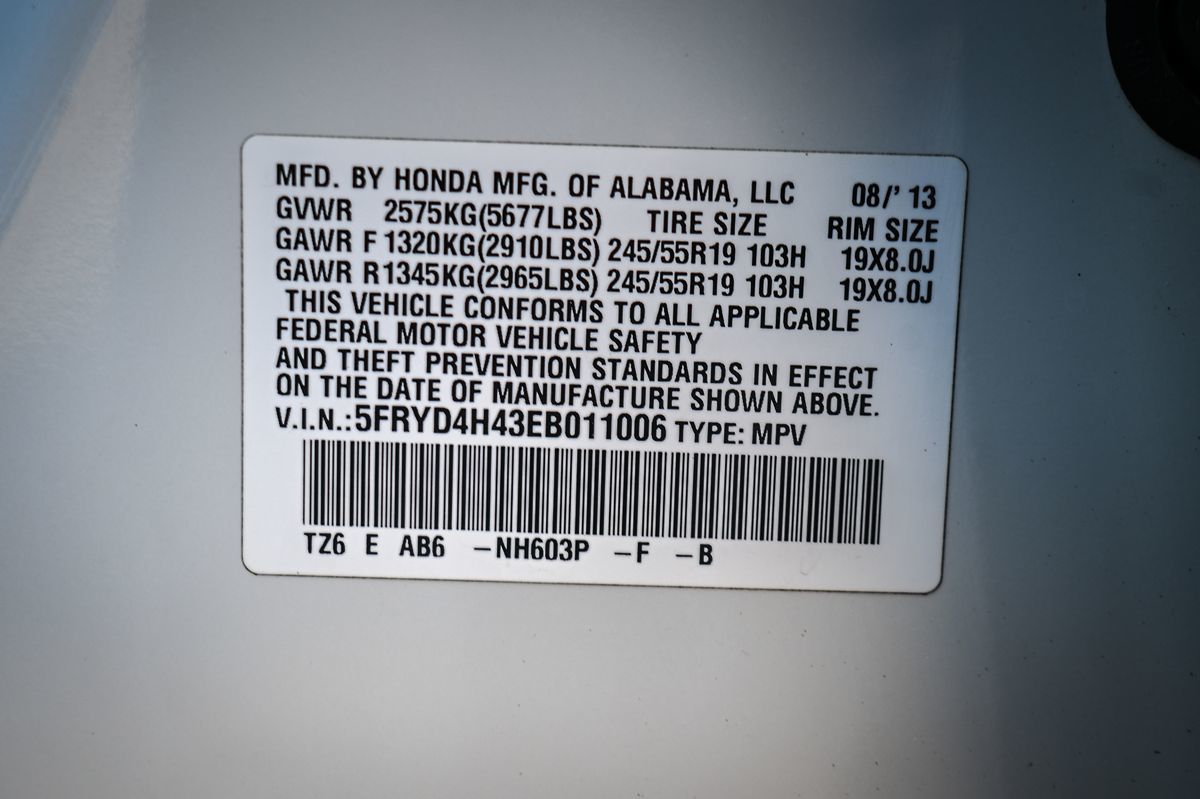 MFD. BY HONDA MFG. OF ALABAMA, LLC 08/' 13
GVWR 2575KG(5677LBS) TIRE SIZE RIM SIZE
GAWR F 1320KG(2910LBS) 245/55R19 103H 19X8.0J
GAWR R1345KG(2965LBS) 245/55R19 103H 19X8.0J
THIS VEHICLE CONFORMS TO ALL APPLICABLE
FEDERAL MOTOR VEHICLE SAFETY
AND THEFT PREVENTION STANDARDS IN EFFECT
ON THE DATE OF MANUFACTURE SHOWN ABOVE.
V.I.N.:5FRYD4H43EB011006 TYPE: MPV
TZ6 E AB6 –NH603P –F –B